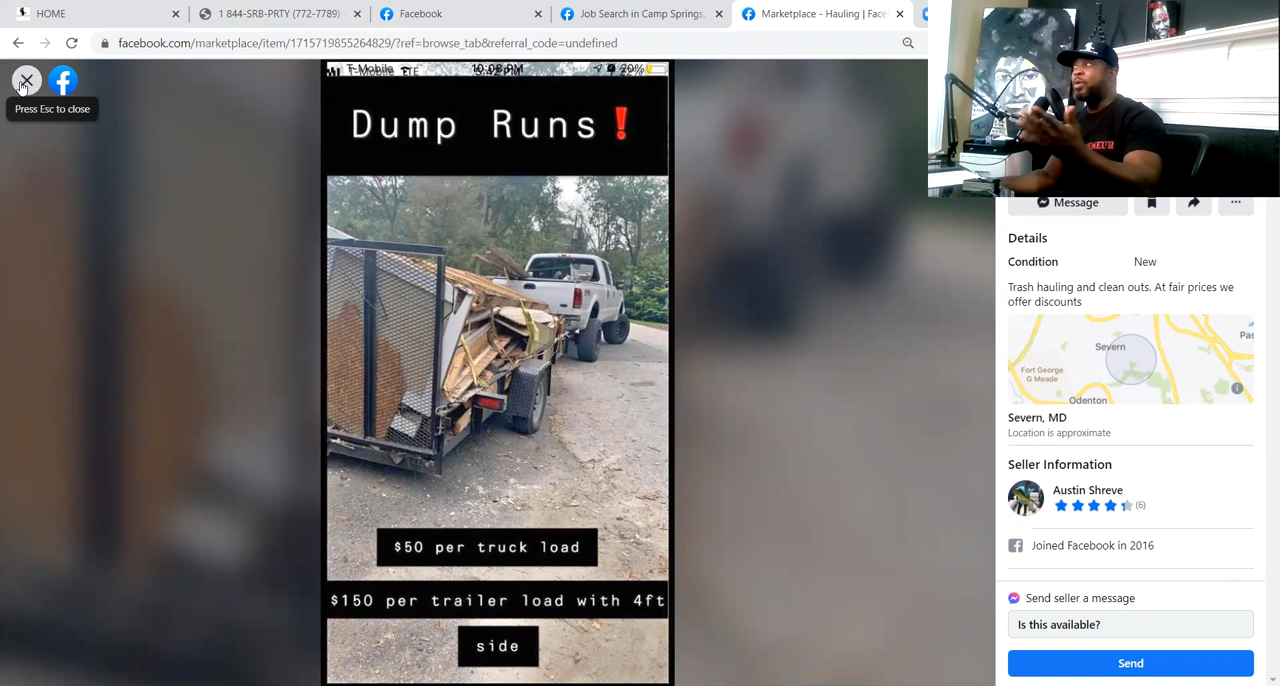 HOME
1 844-SRB-PRTY (772-7789)
Facebook
Job Search in Camp Springs,
Marketplace - Hauling | Face
facebook.com/marketplace/item/1715719855264829/?ref=browse_tab&referral_code=undefined
Press Esc to close
T-Mobile
20%
Dump Runs❗
$50 per truck load
$150 per trailer load with 4ft
side
Message
Details
Condition New
Trash hauling and clean outs. At fair prices we
offer discounts
Severn
Pas
Fort George
G Meade
Odenton
Severn, MD
Location is approximate
Seller Information
Austin Shreve
(6)
Joined Facebook in 2016
Send seller a message
Is this available?
Send